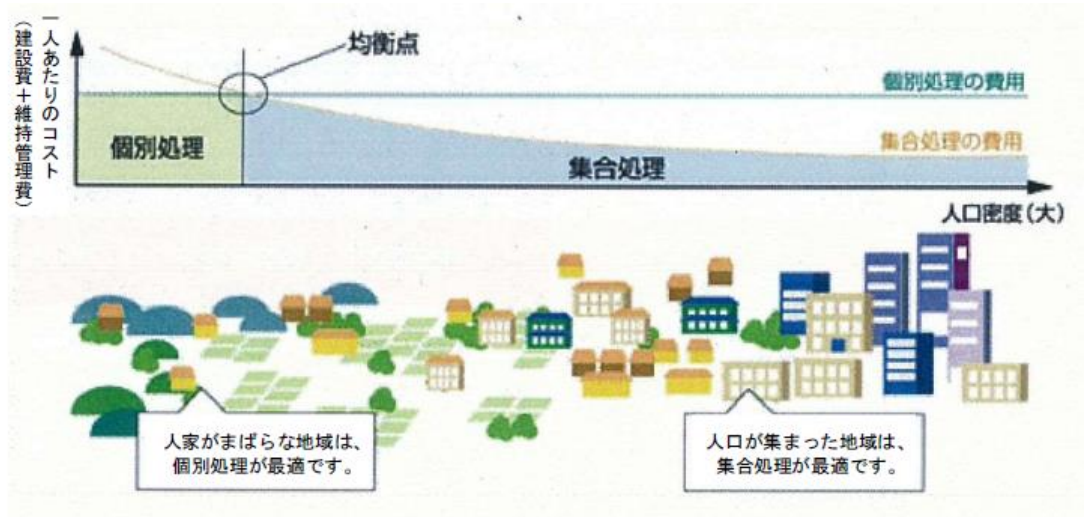 一人あたりのコスト
（建設費＋維持管理費）
均衡点
個別処理の費用
個別処理
集合処理の費用
集合処理
人口密度（大）
人家がまばらな地域は、
個別処理が最適です。
人口が集まった地域は、
集合処理が最適です。